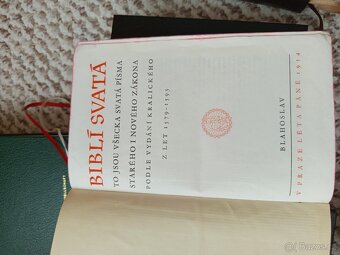 BIBLÍ SVATÁ
TO JSOU VŠECKA SVATÁ PÍSMA
STARÉHO I NOVÉHO ZÁKONA
PODLE VYDÁNÍ KRALICKÉHO
Z LET 1579-1593
BLAHOSLAV
V PRAZE LÉTA PÁNĚ 1914